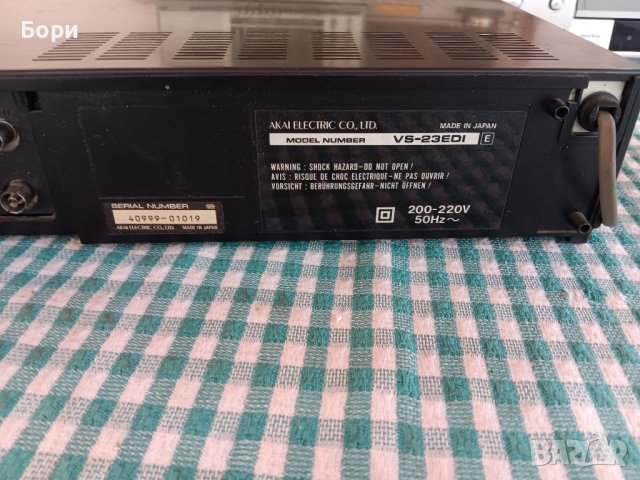 Бори
AKAI ELECTRIC CO., LTD. MADE IN JAPAN
MODEL NUMBER VS-23EDI E
WARNING : SHOCK HAZARD-DO NOT OPEN!
AVIS : RISQUE DE CHOC ELECTRIQUE-NE PAS OUVRIR!
VORSICHT : BERÜHRUNGSGEFAHR-NICHT ÖFFNEN!
200-220V
50Hz~
SERIAL NUMBER
40999-01019
AKAI ELECTRIC CO., LTD. MADE IN JAPAN
BAZAR